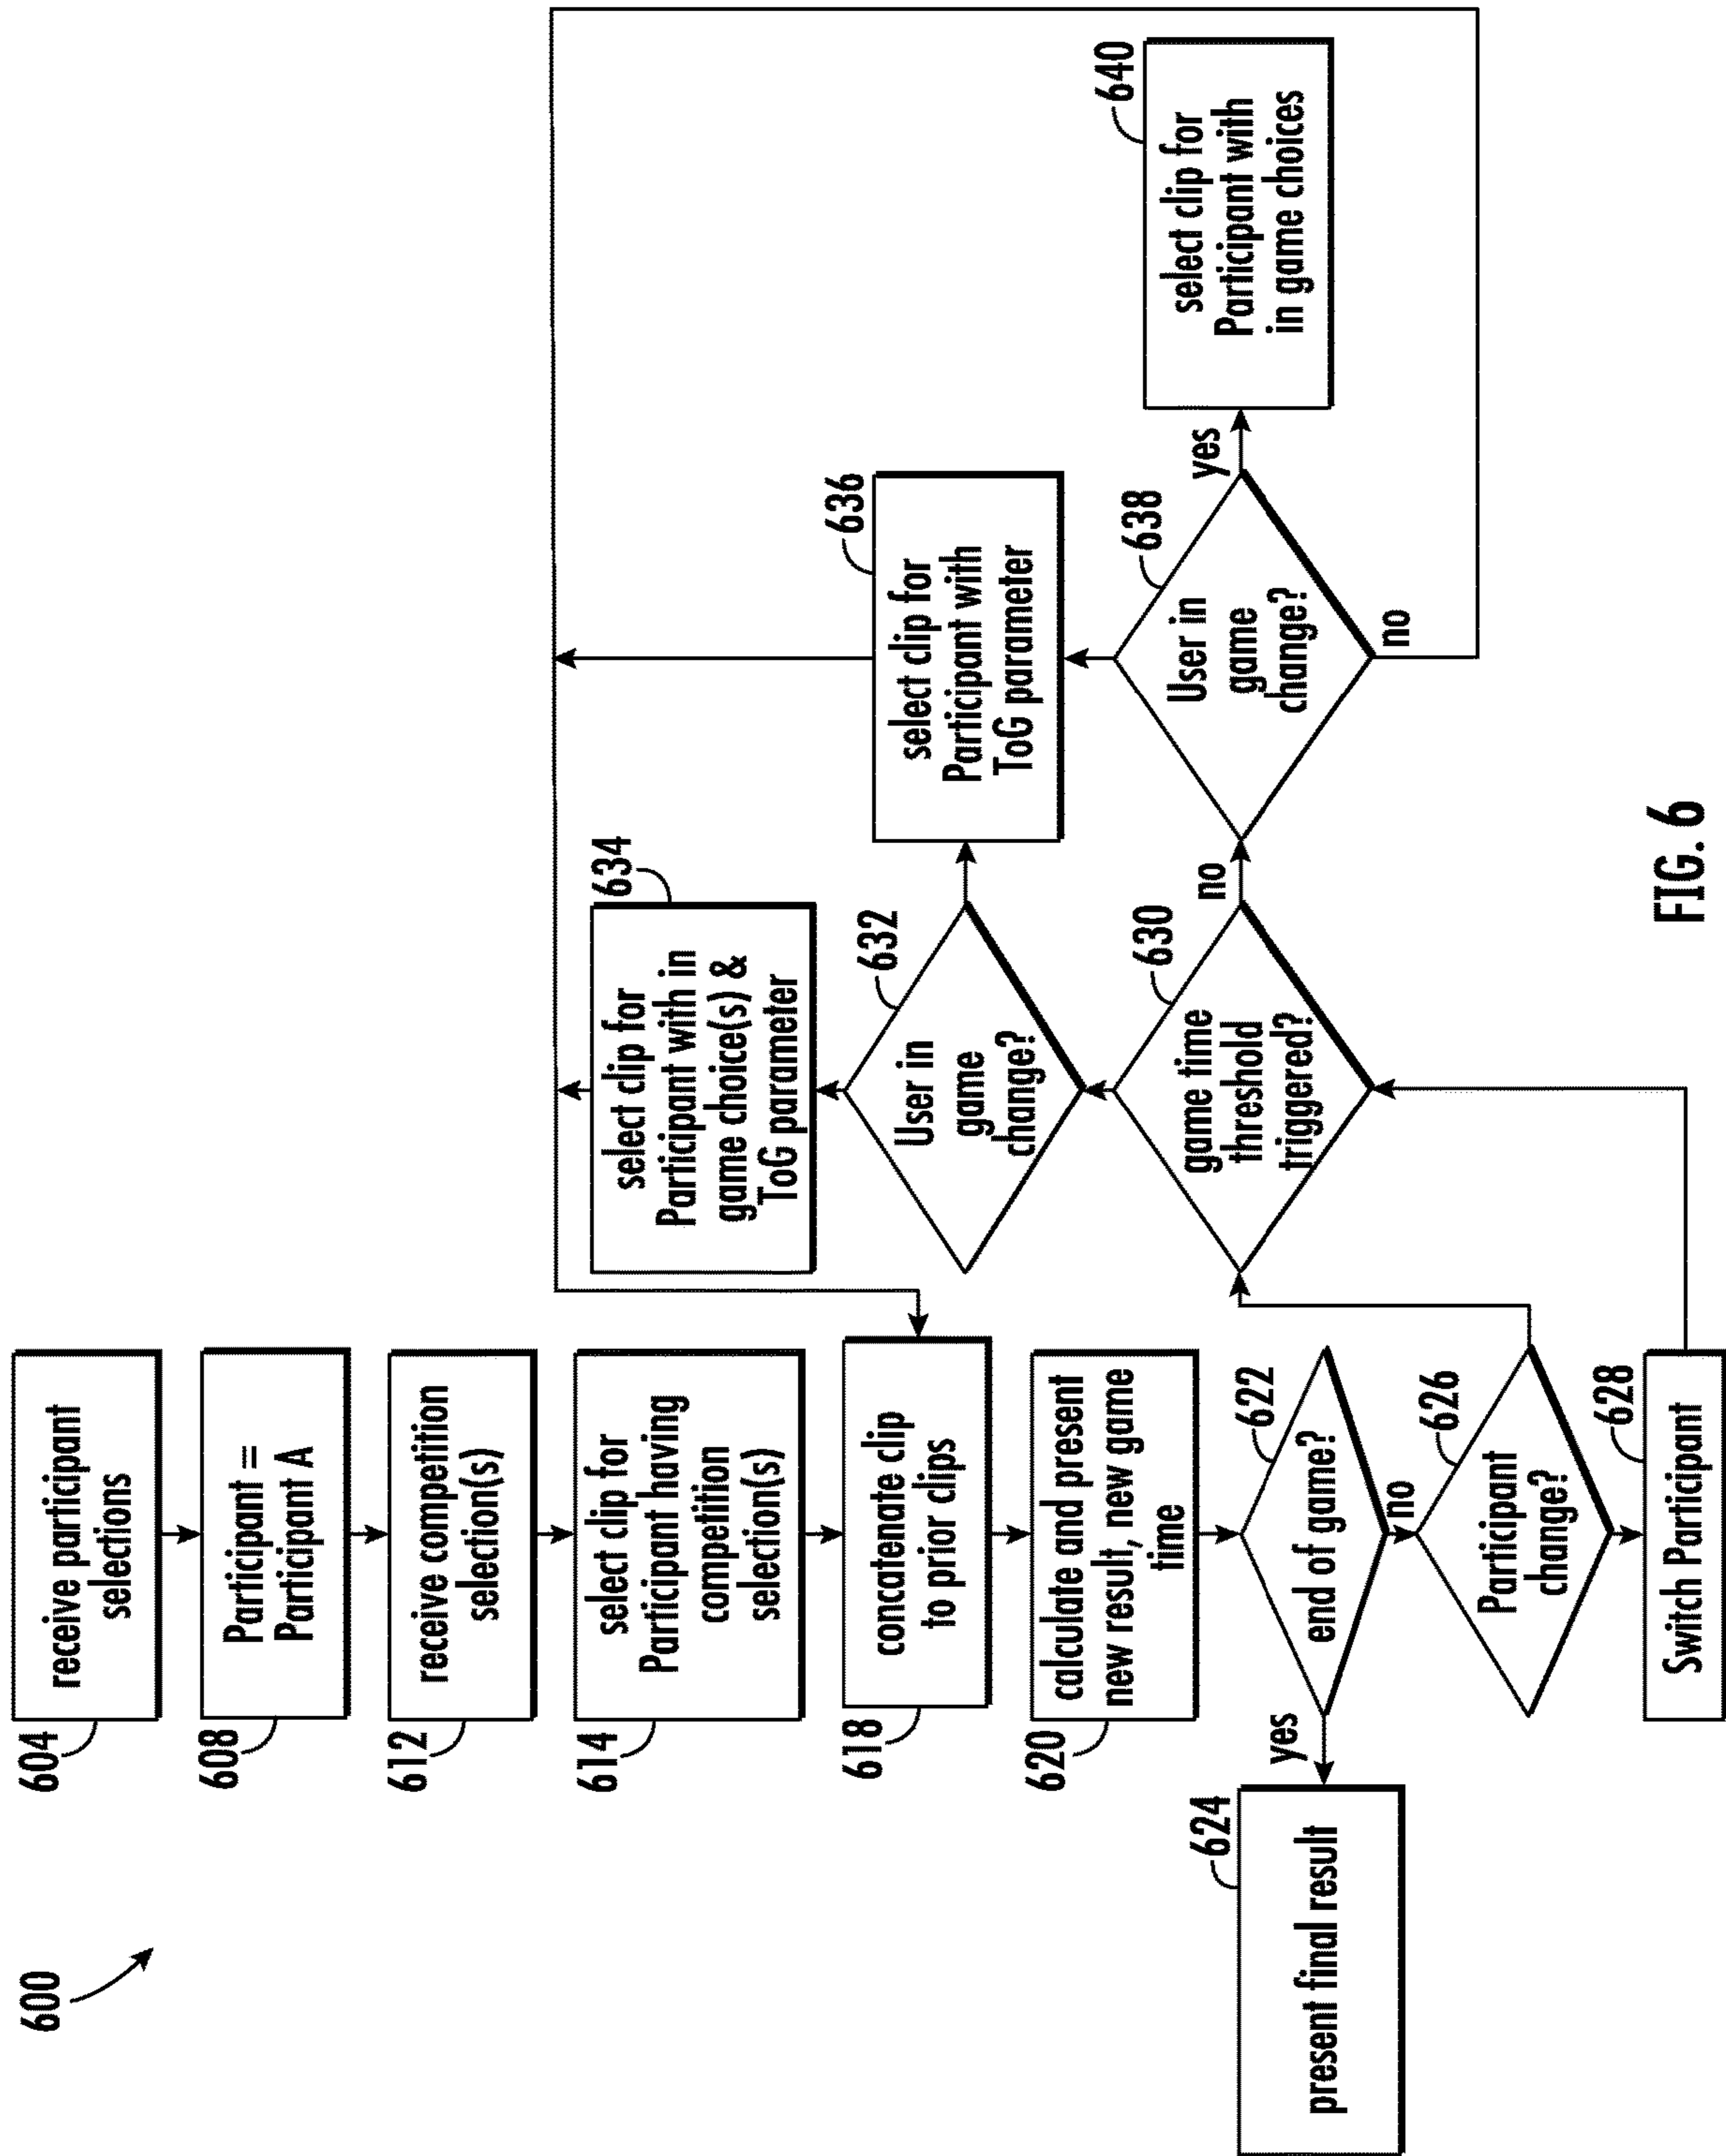 600
604
receive participant
selections
608
Participant =
Participant A
612
receive competition
selection(s)
614
select clip for
Participant having
competition
selection(s)
618
concatenate clip
to prior clips
620
calculate and present
new result, new game
time
622
end of game?
yes
no
624
present final result
626
Participant
change?
628
Switch Participant
630
game time
threshold
triggered?
no
632
User in
game
change?
634
select clip for
Participant with in
game choice(s) &
ToG parameter
636
select clip for
Participant with
ToG parameter
638
User in
game
change?
yes
no
640
select clip for
Participant with
in game choices
FIG. 6